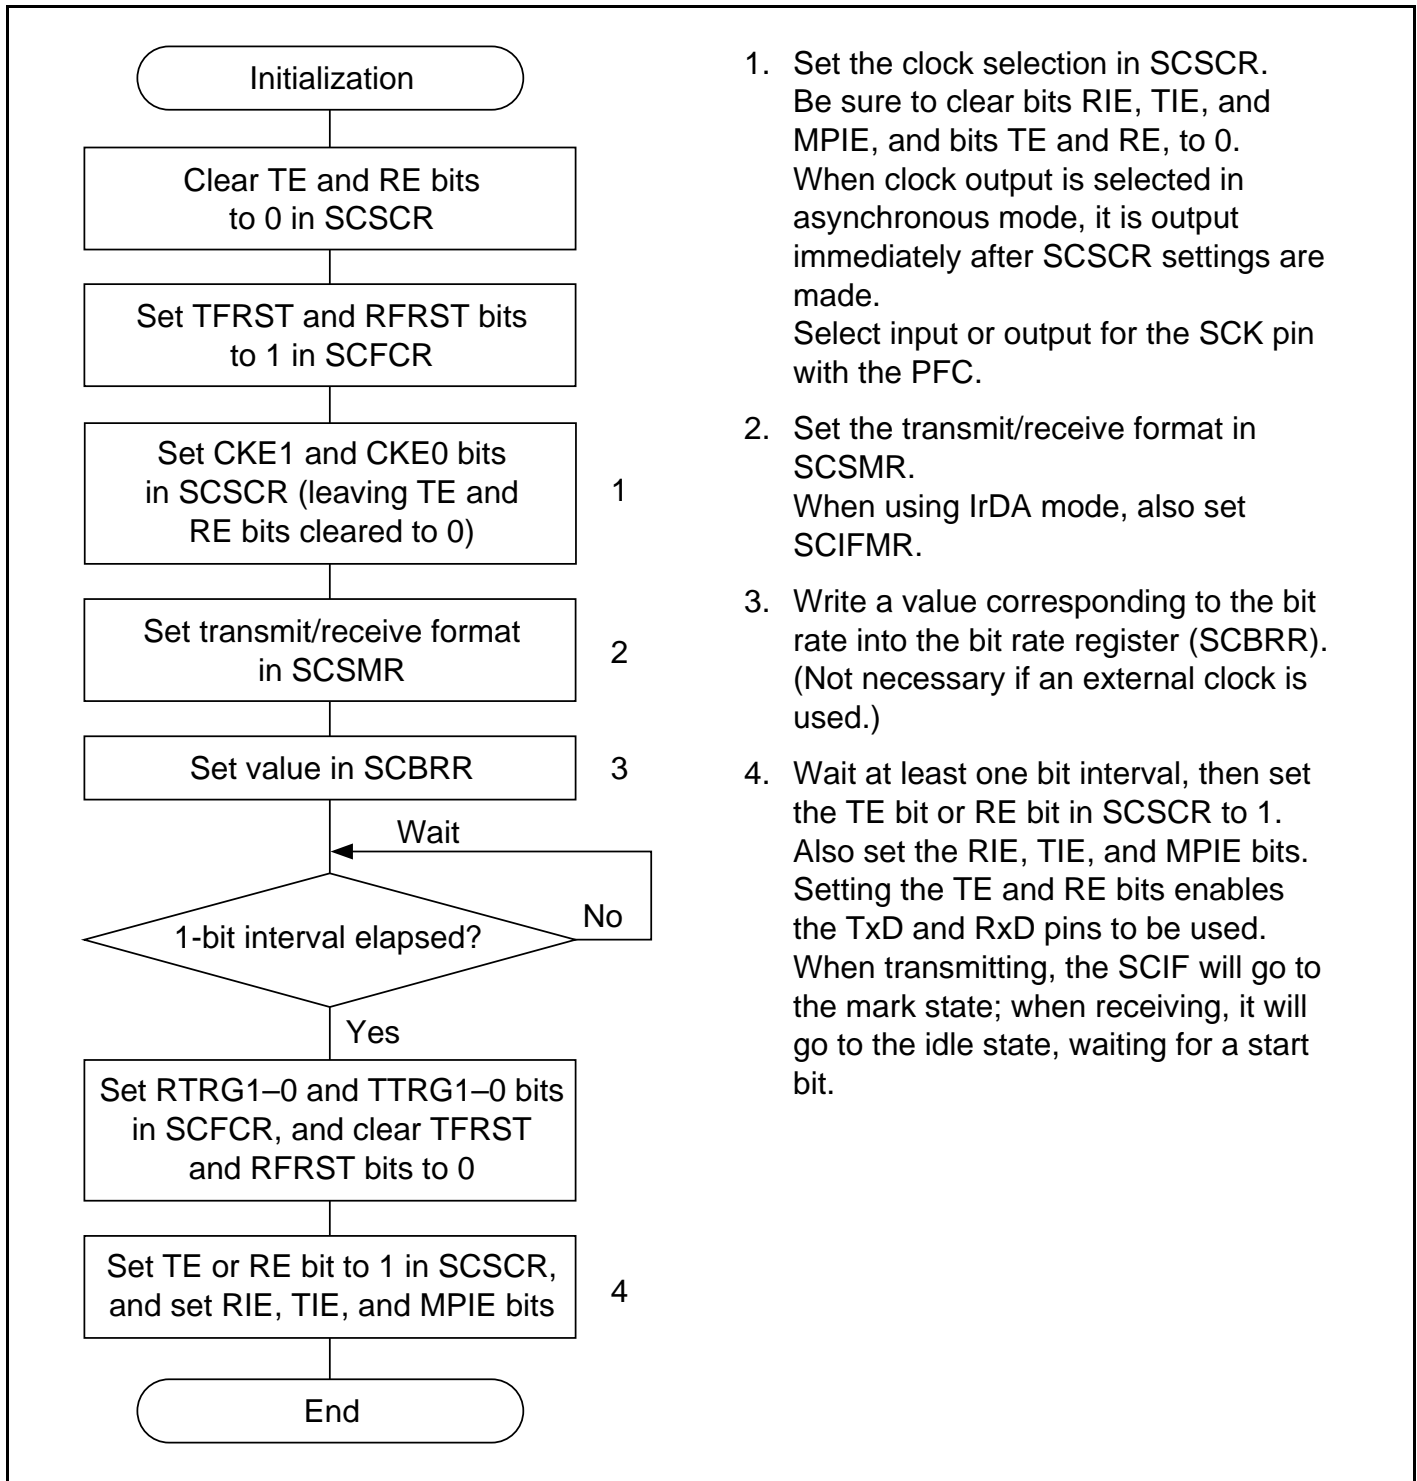 Initialization
Clear TE and RE bits
to 0 in SCSCR
Set TFRST and RFRST bits
to 1 in SCFCR
Set CKE1 and CKE0 bits
in SCSCR (leaving TE and
RE bits cleared to 0)
1
Set transmit/receive format
in SCSMR
2
Set value in SCBRR
3
Wait
1-bit interval elapsed?
No
Yes
Set RTRG1–0 and TTRG1–0 bits
in SCFCR, and clear TFRST
and RFRST bits to 0
Set TE or RE bit to 1 in SCSCR,
and set RIE, TIE, and MPIE bits
4
End
1. Set the clock selection in SCSCR.
Be sure to clear bits RIE, TIE, and
MPIE, and bits TE and RE, to 0.
When clock output is selected in
asynchronous mode, it is output
immediately after SCSCR settings are
made.
Select input or output for the SCK pin
with the PFC.
2. Set the transmit/receive format in
SCSMR.
When using IrDA mode, also set
SCIFMR.
3. Write a value corresponding to the bit
rate into the bit rate register (SCBRR).
(Not necessary if an external clock is
used.)
4. Wait at least one bit interval, then set
the TE bit or RE bit in SCSCR to 1.
Also set the RIE, TIE, and MPIE bits.
Setting the TE and RE bits enables
the TxD and RxD pins to be used.
When transmitting, the SCIF will go to
the mark state; when receiving, it will
go to the idle state, waiting for a start
bit.